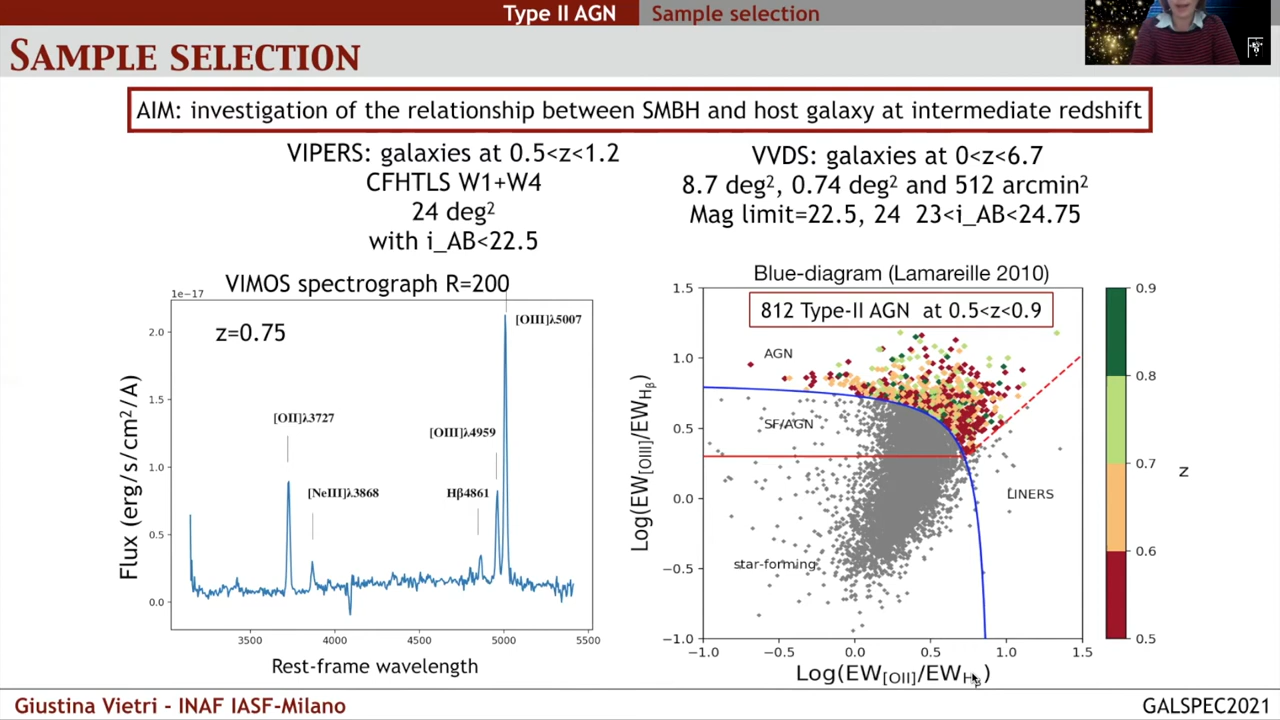 Type II AGN Sample selection
SAMPLE SELECTION
AIM: investigation of the relationship between SMBH and host galaxy at intermediate redshift
VIPERS: galaxies at 0.5<z<1.2
CFHTLS W1+W4
24 deg²
with i_AB<22.5
VVDS: galaxies at 0<z<6.7
8.7 deg², 0.74 deg² and 512 arcmin²
Mag limit=22.5, 24 23<i_AB<24.75
VIMOS spectrograph R=200
1e−17
z=0.75
[OIII]λ5007
[OII]λ3727
[OIII]λ4959
[NeIII]λ3868
Hβ4861
2.0
1.5
1.0
0.5
0.0
Flux (erg/s/cm²/A)
3500 4000 4500 5000 5500
Rest-frame wavelength
Blue-diagram (Lamareille 2010)
812 Type-II AGN at 0.5<z<0.9
AGN
SF/AGN
LINERS
star-forming
1.5
1.0
0.5
0.0
−0.5
−1.0
Log(EW[OIII]/EWHβ)
−1.0 −0.5 0.0 0.5 1.0 1.5
Log(EW[OII]/EWHβ)
0.9
0.8
0.7
0.6
0.5
z
Giustina Vietri - INAF IASF-Milano
GALSPEC2021